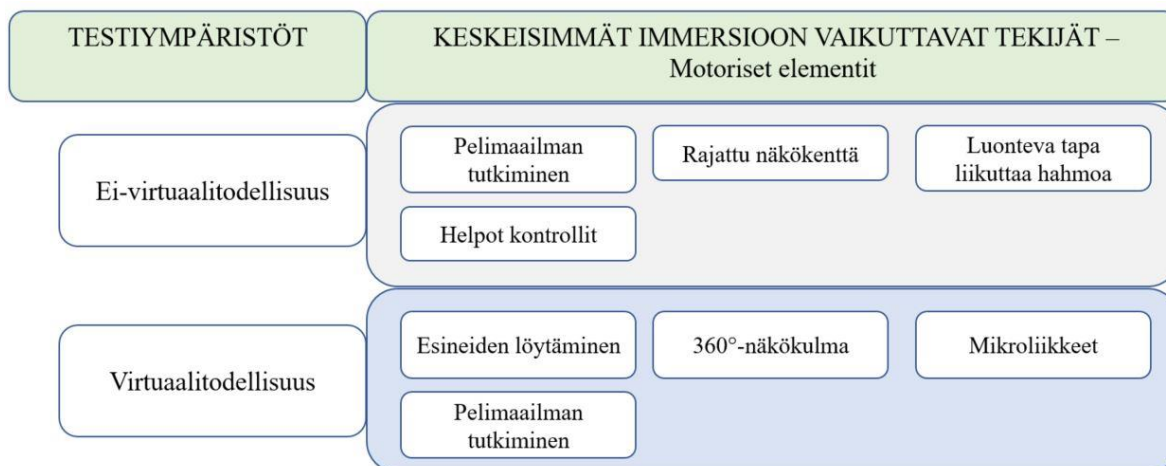 TESTIYMPÄRISTÖT
KESKEISIMMÄT IMMERSIOON VAIKUTTAVAT TEKIJÄT –
Motoriset elementit
Ei-virtuaalitodellisuus
Pelimaailman
tutkiminen
Rajattu näkökenttä
Luonteva tapa
liikuttaa hahmoa
Helpot kontrollit
Virtuaalitodellisuus
Esineiden löytäminen
360°-näkökulma
Mikroliikkeet
Pelimaailman
tutkiminen